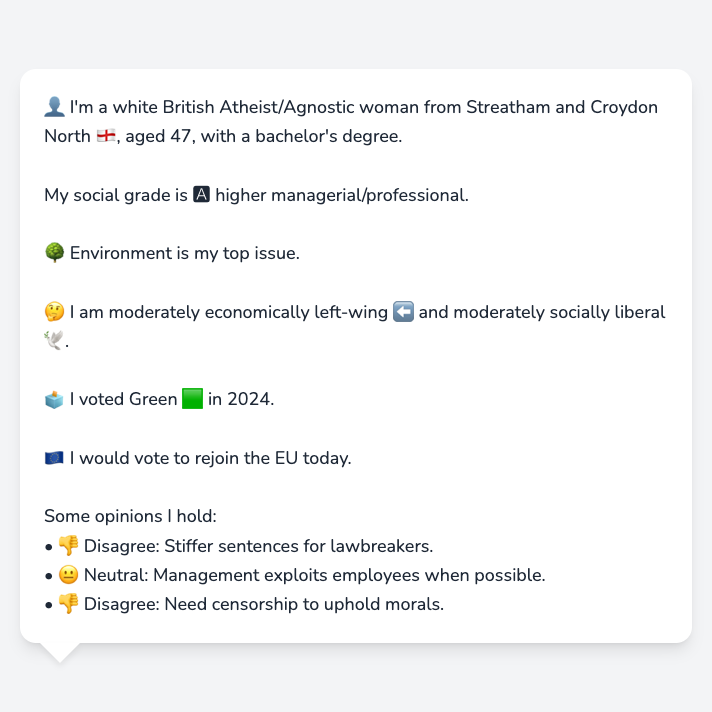 👤 I'm a white British Atheist/Agnostic woman from Streatham and Croydon
North 🏴󠁧󠁢󠁥󠁮󠁧󠁿, aged 47, with a bachelor's degree.
My social grade is 🅰 higher managerial/professional.
🌳 Environment is my top issue.
🤔 I am moderately economically left-wing ⬅️ and moderately socially liberal
🕊️.
🗳️ I voted Green 🟩 in 2024.
🇪🇺 I would vote to rejoin the EU today.
Some opinions I hold:
• 👎 Disagree: Stiffer sentences for lawbreakers.
• 😐 Neutral: Management exploits employees when possible.
• 👎 Disagree: Need censorship to uphold morals.